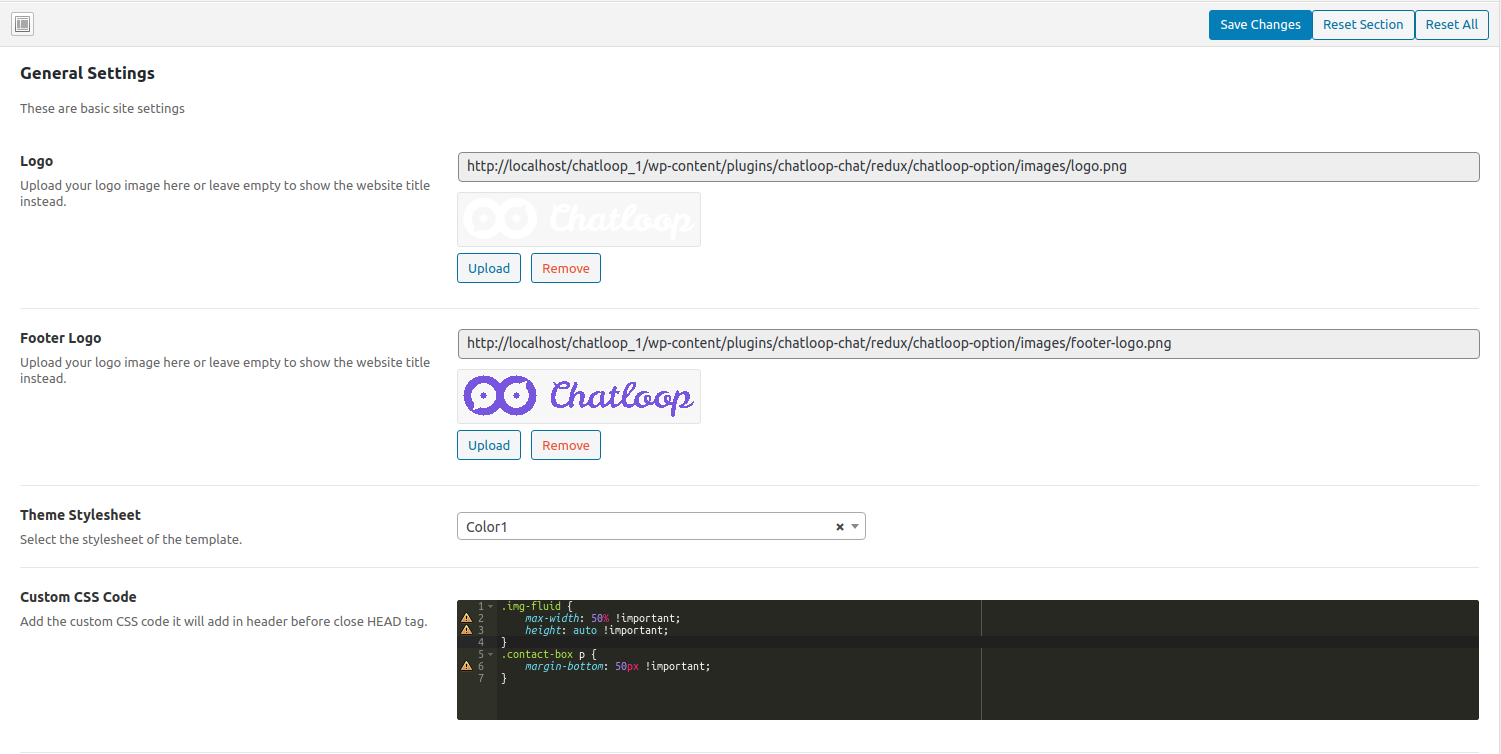 Save Changes Reset Section Reset All
General Settings
These are basic site settings
Logo
Upload your logo image here or leave empty to show the website title
instead.
http://localhost/chatloop_1/wp-content/plugins/chatloop-chat/redux/chatloop-option/images/logo.png
Chatloop
Upload Remove
Footer Logo
Upload your logo image here or leave empty to show the website title
instead.
http://localhost/chatloop_1/wp-content/plugins/chatloop-chat/redux/chatloop-option/images/footer-logo.png
Chatloop
Upload Remove
Theme Stylesheet
Select the stylesheet of the template.
Color1
Custom CSS Code
Add the custom CSS code it will add in header before close HEAD tag.
1 .img-fluid {
2 max-width: 50% !important;
3 height: auto !important;
4 }
5 .contact-box p {
6 margin-bottom: 50px !important;
7 }